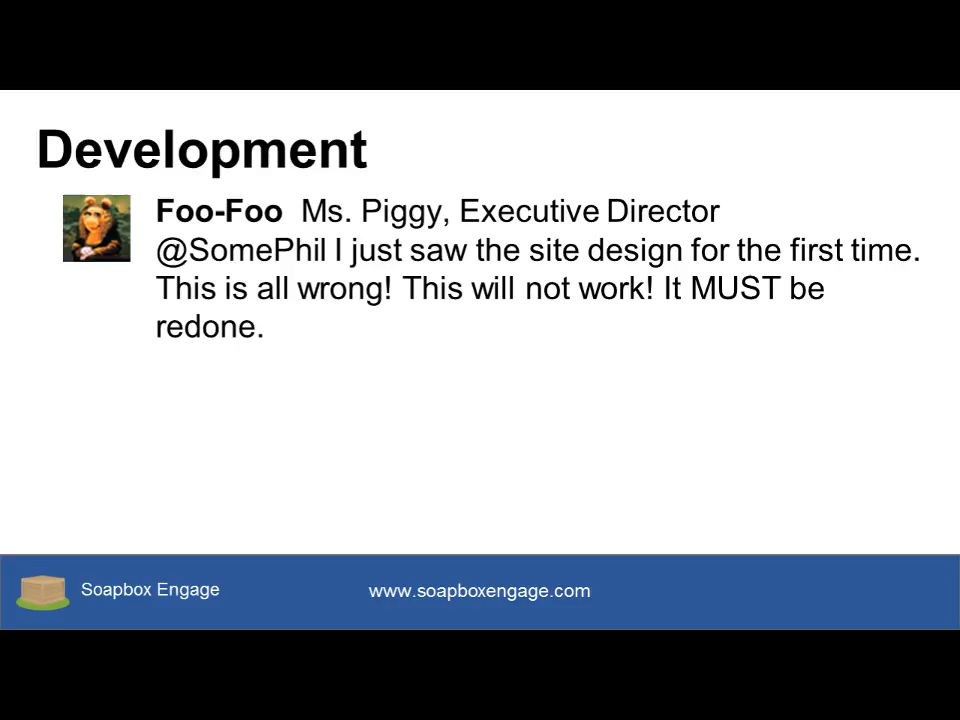 Development
Foo-Foo Ms. Piggy, Executive Director
@SomePhil I just saw the site design for the first time.
This is all wrong! This will not work! It MUST be
redone.
Soapbox Engage
www.soapboxengage.com